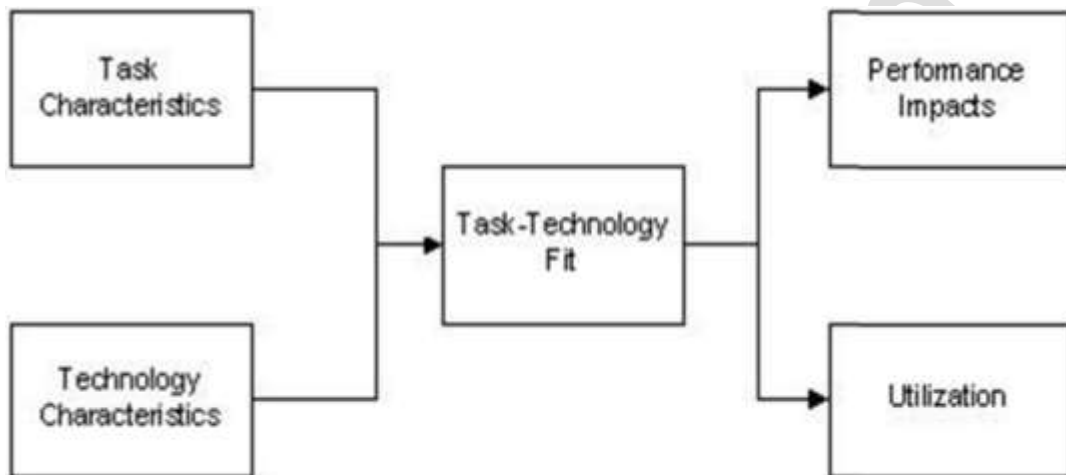 Task
Characteristics
Technology
Characteristics
Task-Technology
Fit
Performance
Impacts
Utilization